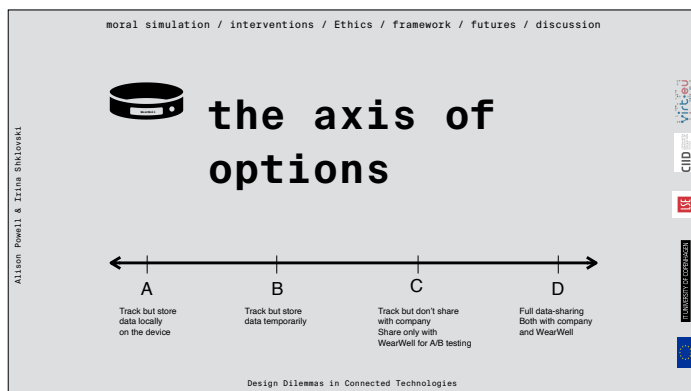 moral simulation / interventions / Ethics / framework / futures / discussion
the axis of
options
Alison Powell & Irina Shklovski
A
Track but store
data locally
on the device
B
Track but store
data temporarily
C
Track but don't share
with company
Share only with
WearWell for A/B testing
D
Full data-sharing
Both with company
and WearWell
virt-eu
CIID
LSE
IT UNIVERSITY OF COPENHAGEN
Design Dilemmas in Connected Technologies